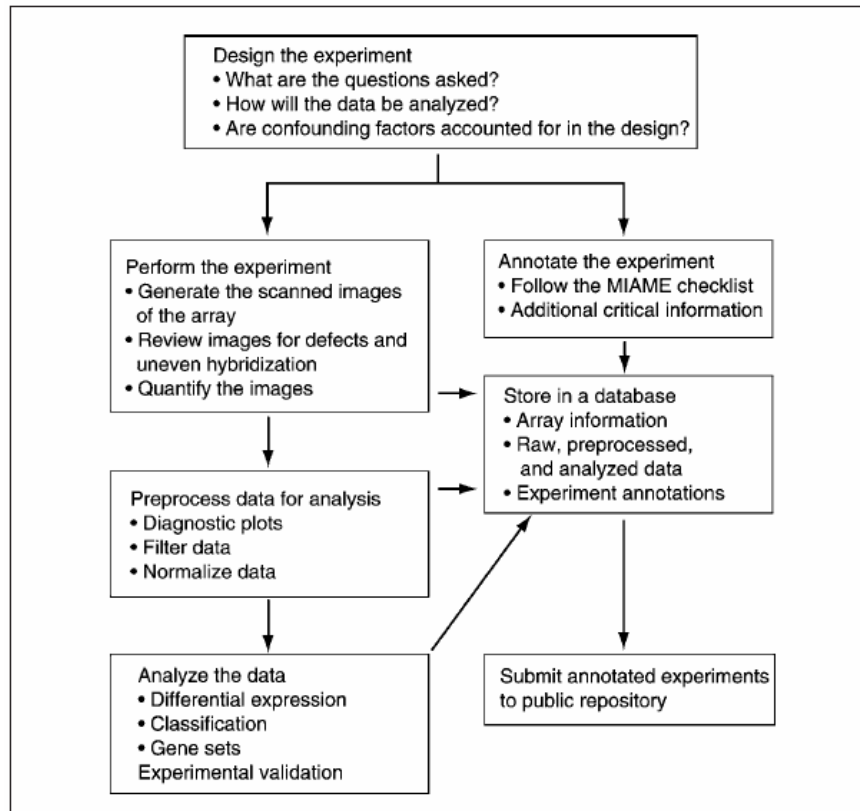 Design the experiment
• What are the questions asked?
• How will the data be analyzed?
• Are confounding factors accounted for in the design?
Perform the experiment
• Generate the scanned images
of the array
• Review images for defects and
uneven hybridization
• Quantify the images
Annotate the experiment
• Follow the MIAME checklist
• Additional critical information
Store in a database
• Array information
• Raw, preprocessed,
and analyzed data
• Experiment annotations
Preprocess data for analysis
• Diagnostic plots
• Filter data
• Normalize data
Analyze the data
• Differential expression
• Classification
• Gene sets
Experimental validation
Submit annotated experiments
to public repository